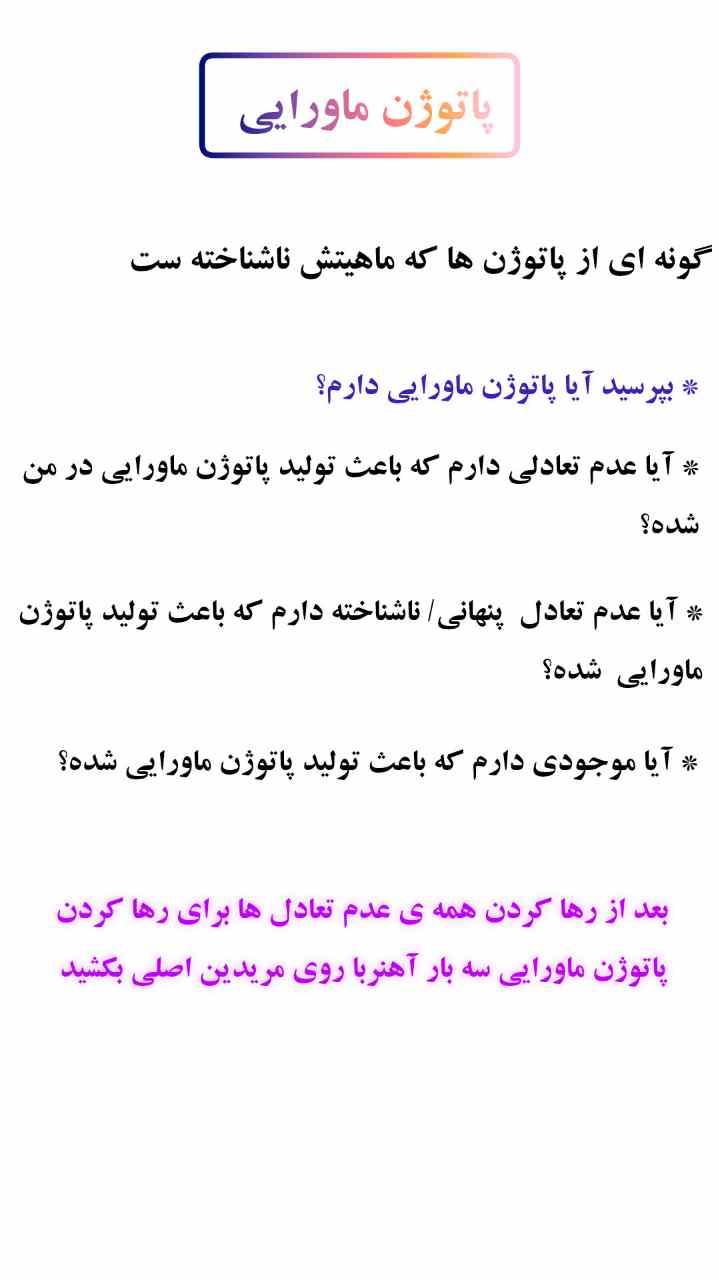 پاتوژن ماورایی
گونه ای از پاتوژن ها که ماهیتش ناشناخته ست
* بپرسید آیا پاتوژن ماورایی دارم؟
* آیا عدم تعادلی دارم که باعث تولید پاتوژن ماورایی در من
شده؟
* آیا عدم تعادل پنهانی/ ناشناخته دارم که باعث تولید پاتوژن
ماورایی شده؟
* آیا موجودی دارم که باعث تولید پاتوژن ماورایی شده؟
بعد از رها کردن همه ی عدم تعادل ها برای رها کردن
پاتوژن ماورایی سه بار آهنربا روی مریدین اصلی بکشید